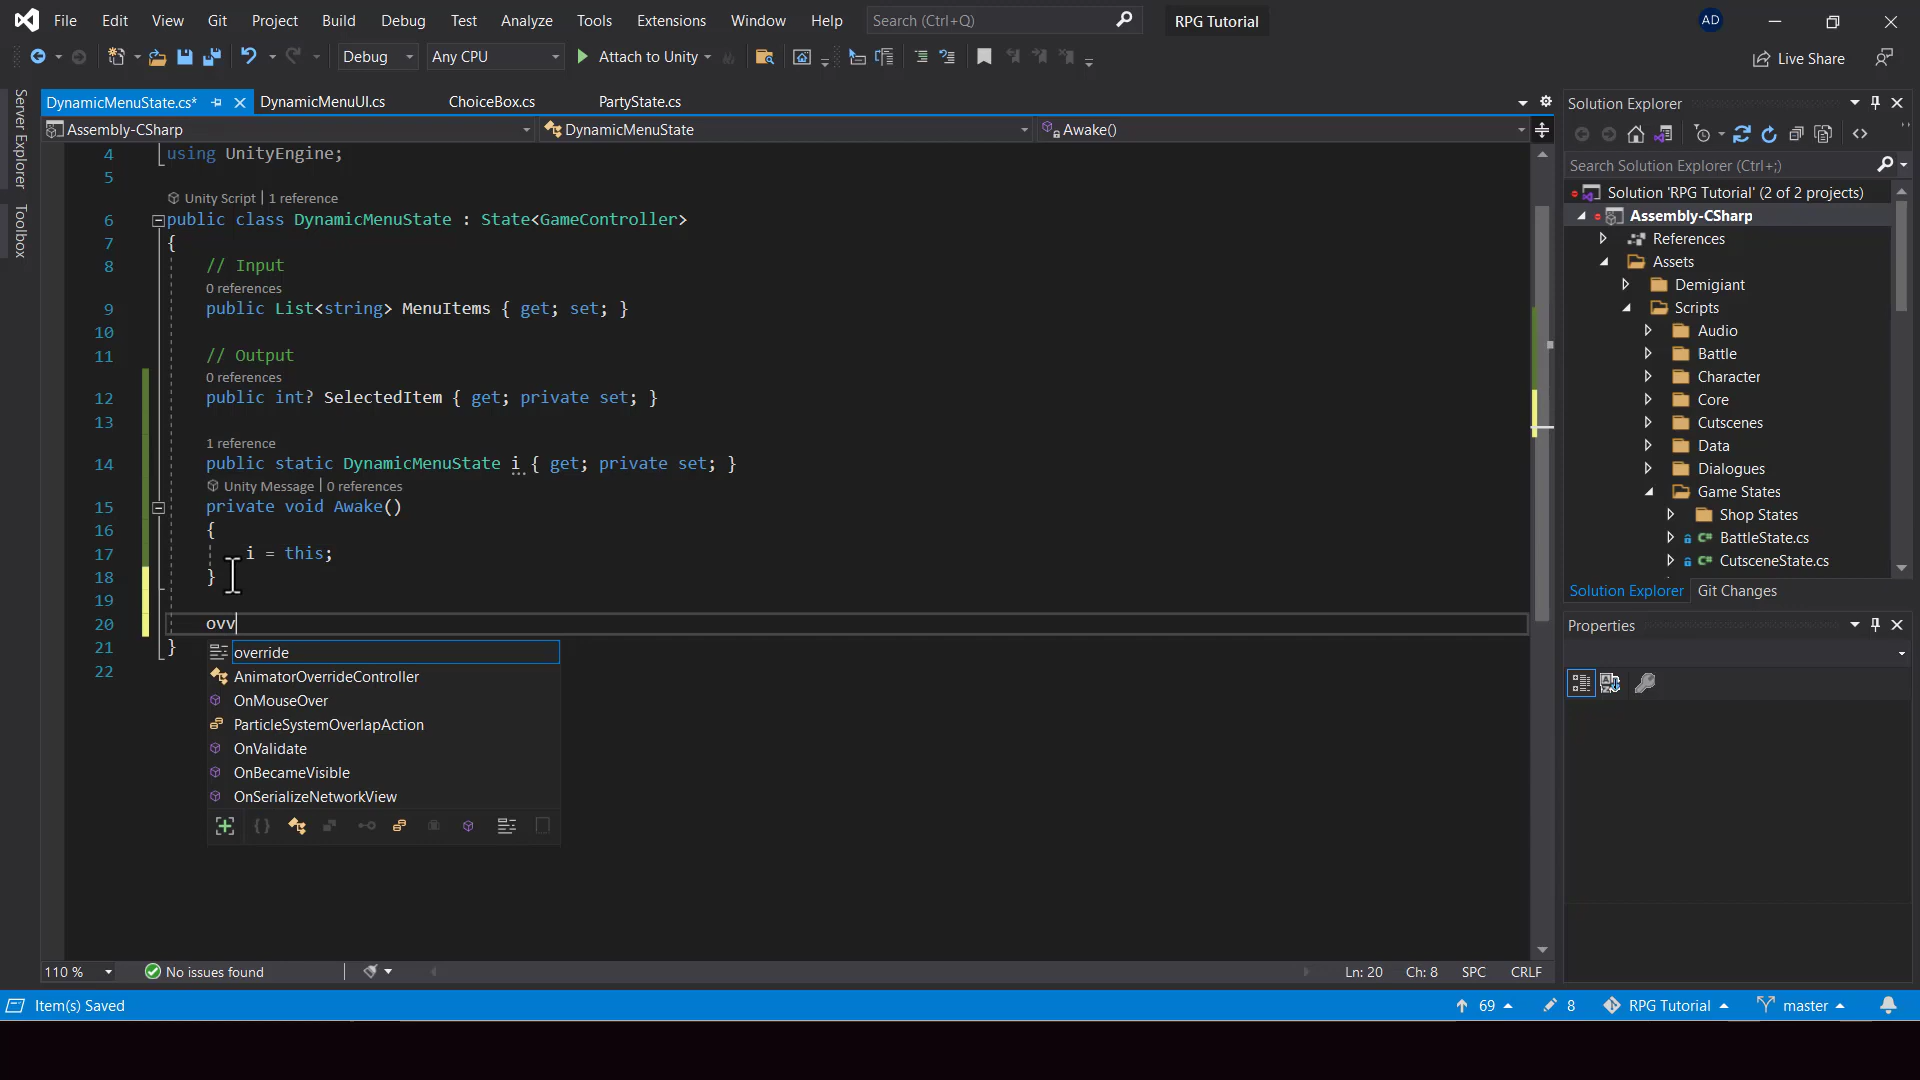 File Edit View Git Project Build Debug Test Analyze Tools Extensions Window Help Search (Ctrl+Q) RPG Tutorial AD
Debug Any CPU Attach to Unity Live Share
Server Explorer
Toolbox
DynamicMenuState.cs* DynamicMenuUI.cs ChoiceBox.cs PartyState.cs
Assembly-CSharp DynamicMenuState Awake()
4 using UnityEngine;
5
Unity Script | 1 reference
6 public class DynamicMenuState : State<GameController>
7 {
8 // Input
0 references
9 public List<string> MenuItems { get; set; }
10
11 // Output
0 references
12 public int? SelectedItem { get; private set; }
13
1 reference
14 public static DynamicMenuState i { get; private set; }
Unity Message | 0 references
15 private void Awake()
16 {
17 i = this;
18 }
19
20 ovv
21 }
22
override
AnimatorOverrideController
OnMouseOver
ParticleSystemOverlapAction
OnValidate
OnBecameVisible
OnSerializeNetworkView
110 % No issues found Ln: 20 Ch: 8 SPC CRLF
Solution Explorer
Search Solution Explorer (Ctrl+;)
Solution 'RPG Tutorial' (2 of 2 projects)
Assembly-CSharp
References
Assets
Demigiant
Scripts
Audio
Battle
Character
Core
Cutscenes
Data
Dialogues
Game States
Shop States
BattleState.cs
CutsceneState.cs
Solution Explorer Git Changes
Properties
Item(s) Saved 69 8 RPG Tutorial master